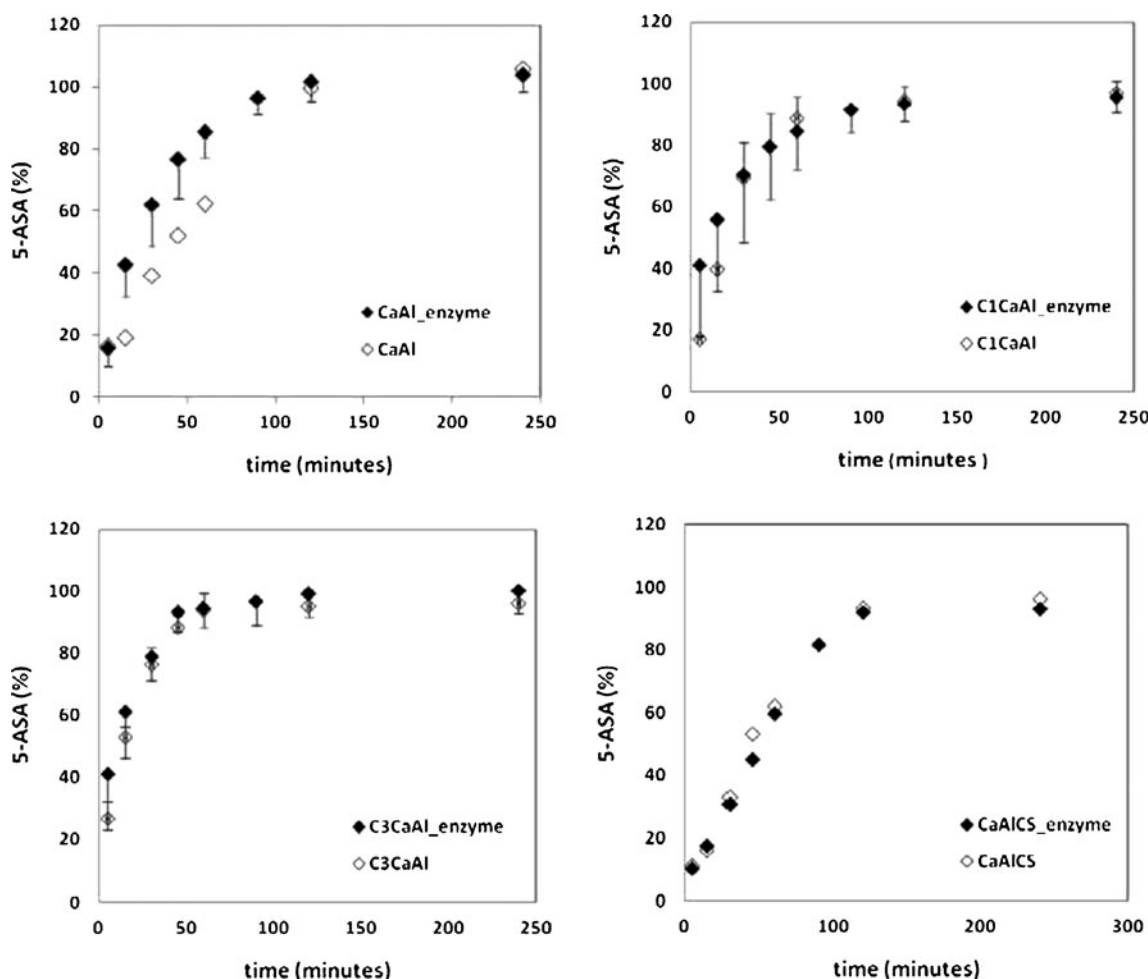 120
100
80
60
40
20
0
5-ASA (%)
CaAl_enzyme
CaAl
0 50 100 150 200 250
time (minutes)
120
100
80
60
40
20
0
5-ASA (%)
C1CaAl_enzyme
C1CaAl
0 50 100 150 200 250
time (minutes )
120
100
80
60
40
20
0
5-ASA (%)
C3CaAl_enzyme
C3CaAl
0 50 100 150 200 250
time (minutes)
120
100
80
60
40
20
0
5-ASA (%)
CaAlCS_enzyme
CaAlCS
0 100 200 300
time (minutes)